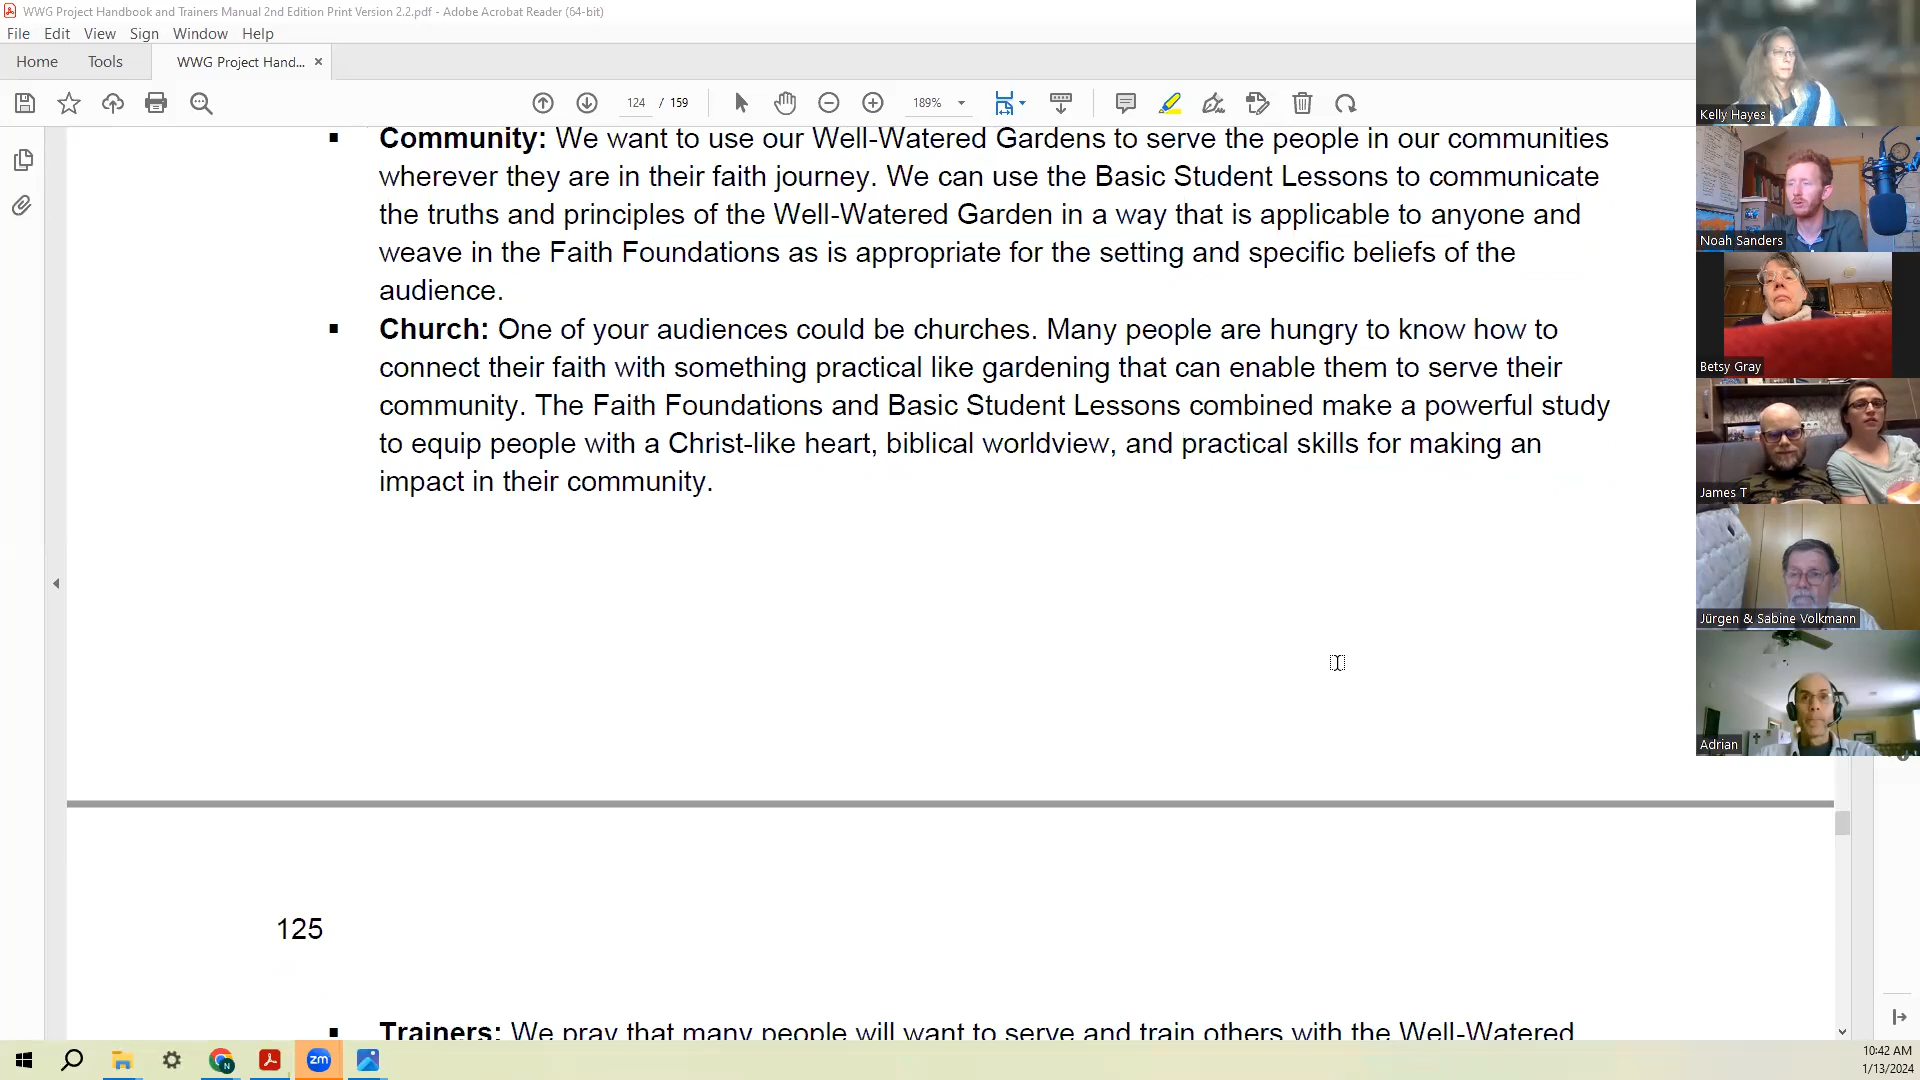 WWG Project Handbook and Trainers Manual 2nd Edition Print Version 2.2.pdf - Adobe Acrobat Reader (64-bit)
File Edit View Sign Window Help
Home Tools WWG Project Hand... ×
124 / 159 189%
▪ Community: We want to use our Well-Watered Gardens to serve the people in our communities
wherever they are in their faith journey. We can use the Basic Student Lessons to communicate
the truths and principles of the Well-Watered Garden in a way that is applicable to anyone and
weave in the Faith Foundations as is appropriate for the setting and specific beliefs of the
audience.
▪ Church: One of your audiences could be churches. Many people are hungry to know how to
connect their faith with something practical like gardening that can enable them to serve their
community. The Faith Foundations and Basic Student Lessons combined make a powerful study
to equip people with a Christ-like heart, biblical worldview, and practical skills for making an
impact in their community.
125
▪ Trainers: We pray that many people will want to serve and train others with the Well-Watered
Kelly Hayes
Noah Sanders
Betsy Gray
James T
Jürgen & Sabine Volkmann
Adrian
N
zm
10:42 AM
1/13/2024